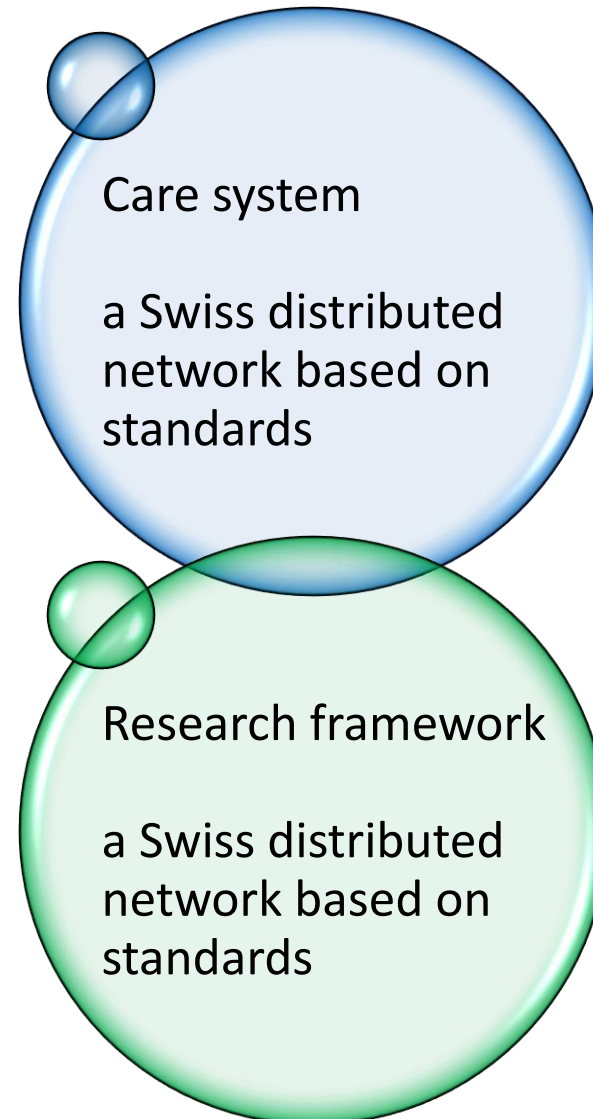 Care system
a Swiss distributed
network based on
standards
Research framework
a Swiss distributed
network based on
standards